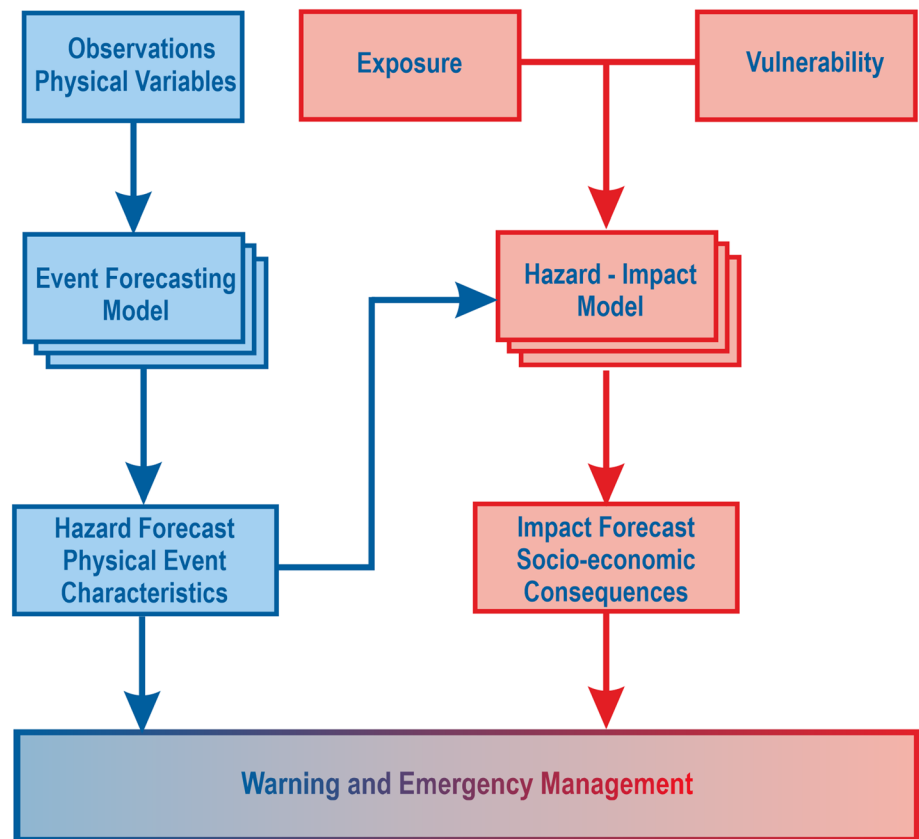 Observations
Physical Variables
Exposure
Vulnerability
Event Forecasting
Model
Hazard - Impact
Model
Hazard Forecast
Physical Event
Characteristics
Impact Forecast
Socio-economic
Consequences
Warning and Emergency Management